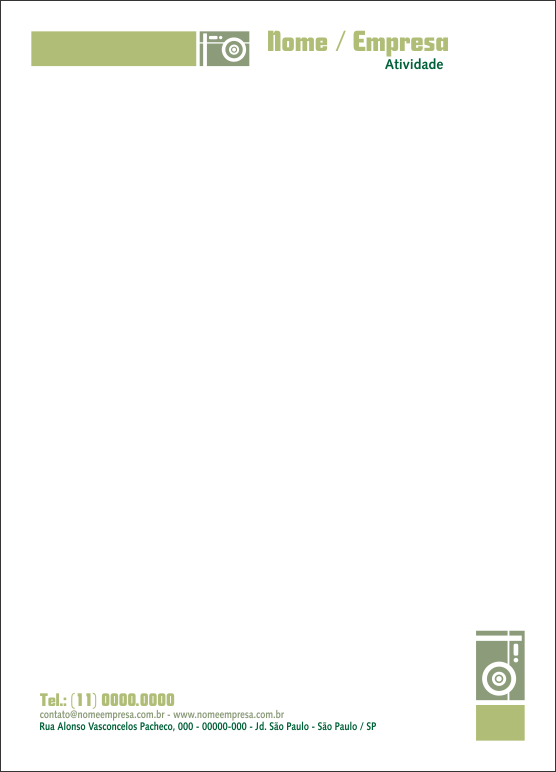 Nome / Empresa
Atividade
Tel.: (11) 0000.0000
contato@nomeempresa.com.br - www.nomeempresa.com.br
Rua Alonso Vasconcelos Pacheco, 000 - 00000-000 - Jd. São Paulo - São Paulo / SP